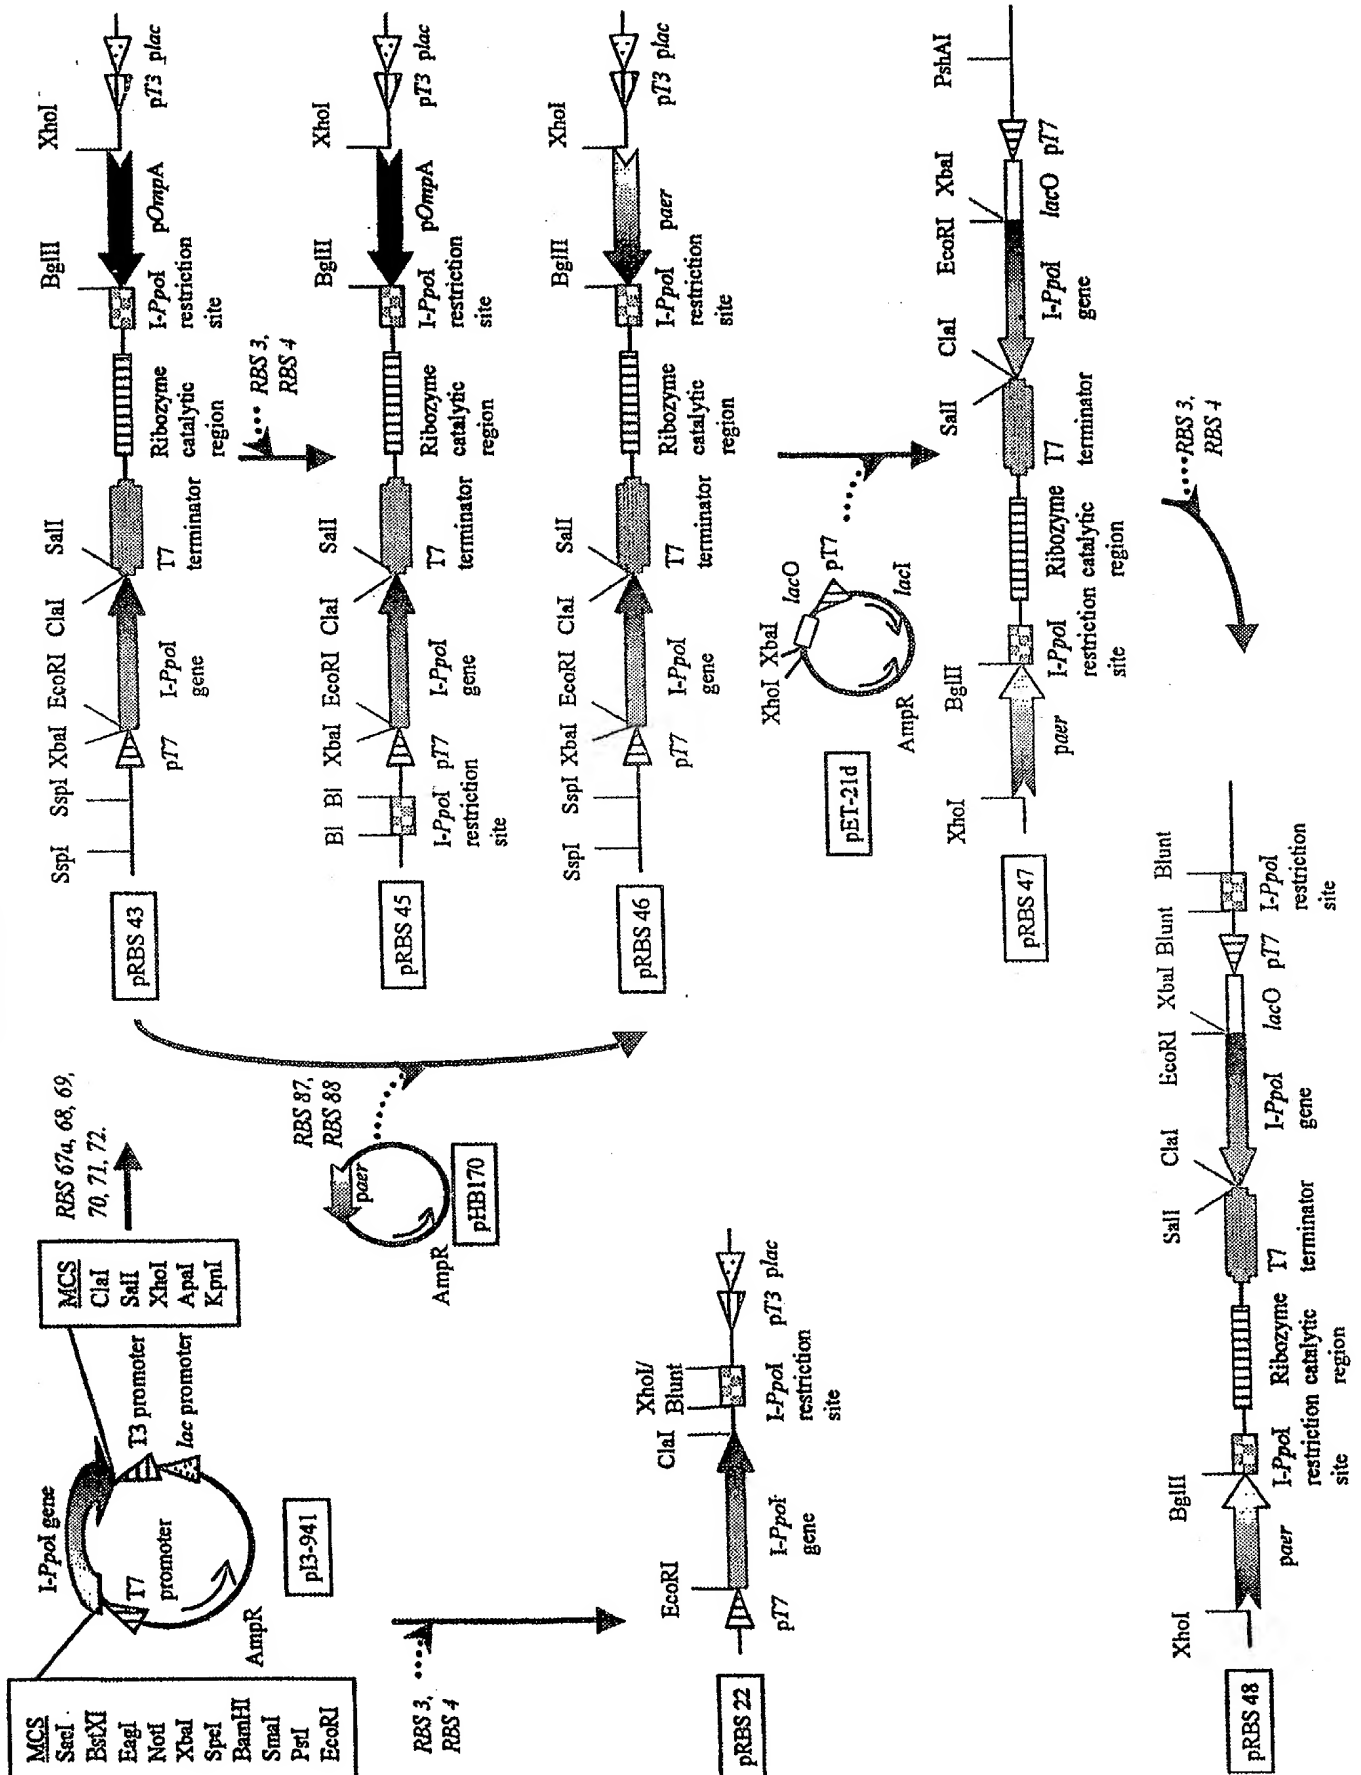 MCS
SacI
BstXI
EagI
NotI
XbaI
SpeI
BamHI
SmaI
PstI
EcoRI
I-PpoI gene
T7
promoter
T3 promoter
lac promoter
AmpR
pI3-941
MCS
ClaI
SalI
XhoI
ApaI
KpnI
RBS 67a, 68, 69,
70, 71, 72.
RBS 3,
RBS 4
pRBS 22
EcoRI
ClaI
XhoI/
Blunt
pT7
I-PpoI
gene
I-PpoI
restriction
site
pT3
plac
paer
AmpR
pHB170
RBS 87,
RBS 88
pRBS 43
SspI
SspI
XbaI
EcoRI
ClaI
SalI
BglII
XhoI
pT7
I-PpoI
gene
T7
terminator
Ribozyme
catalytic
region
I-PpoI
restriction
site
pOmpA
pT3
plac
RBS 3,
RBS 4
pRBS 45
Bl
Bl
XbaI
EcoRI
ClaI
SalI
BglII
XhoI
I-PpoI
restriction
site
pT7
I-PpoI
gene
T7
terminator
Ribozyme
catalytic
region
I-PpoI
restriction
site
pOmpA
pT3
plac
pRBS 46
SspI
SspI
XbaI
EcoRI
ClaI
SalI
BglII
XhoI
pT7
I-PpoI
gene
T7
terminator
Ribozyme
catalytic
region
I-PpoI
restriction
site
paer
pT3
plac
XhoI
XbaI
lacO
pT7
lacI
AmpR
pET-21d
pRBS 47
XhoI
BglII
SalI
ClaI
EcoRI
XbaI
PshAI
paer
I-PpoI
restriction
site
Ribozyme
catalytic
region
T7
terminator
I-PpoI
gene
lacO
pT7
RBS 3,
RBS 4
pRBS 48
XhoI
BglII
SalI
ClaI
EcoRI
XbaI
Blunt
Blunt
paer
I-PpoI
restriction
site
Ribozyme
catalytic
region
T7
terminator
I-PpoI
gene
lacO
pT7
I-PpoI
restriction
site